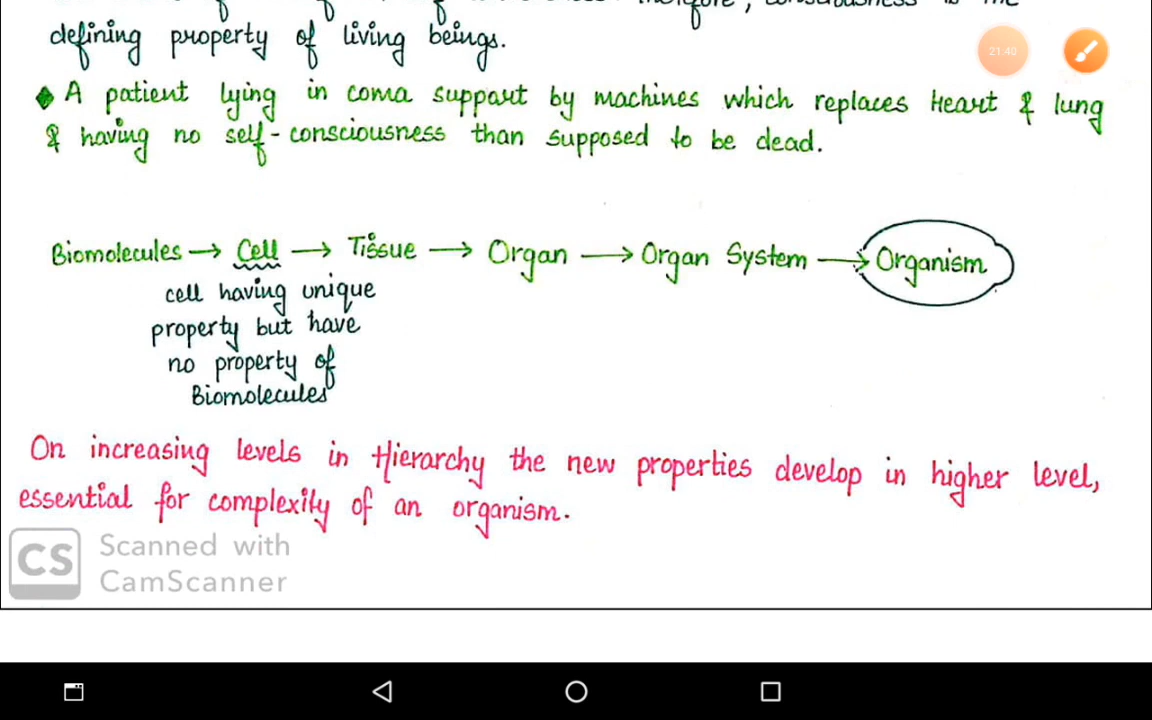 defining property of living beings.
21:40
A patient lying in coma support by machines which replaces Heart & lung
& having no self-consciousness than supposed to be dead.
Biomolecules → Cell → Tissue → Organ → Organ System → Organism
cell having unique
property but have
no property of
Biomolecules
On increasing levels in Hierarchy the new properties develop in higher level,
essential for complexity of an organism.
CS Scanned with
CamScanner